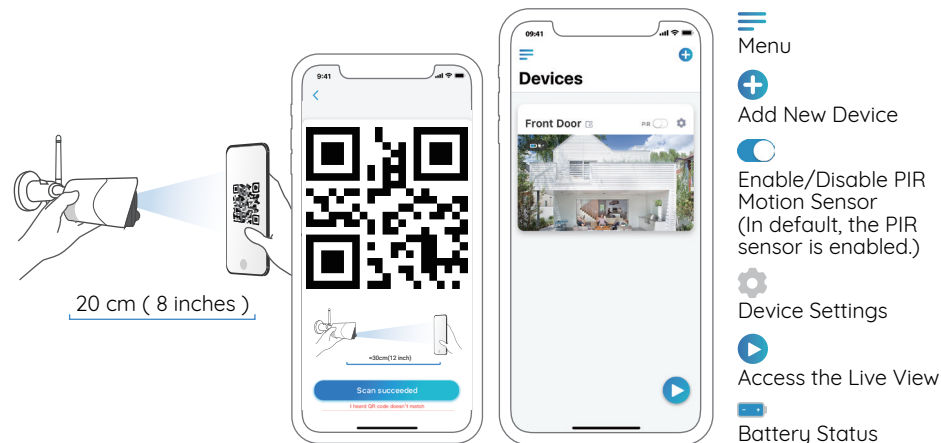 20 cm ( 8 inches )
9:41
≈30cm(12 inch)
Scan succeeded
I heard QR code doesn't match
09:41
Devices
Front Door
PIR
Menu
Add New Device
Enable/Disable PIR
Motion Sensor
(In default, the PIR
sensor is enabled.)
Device Settings
Access the Live View
Battery Status